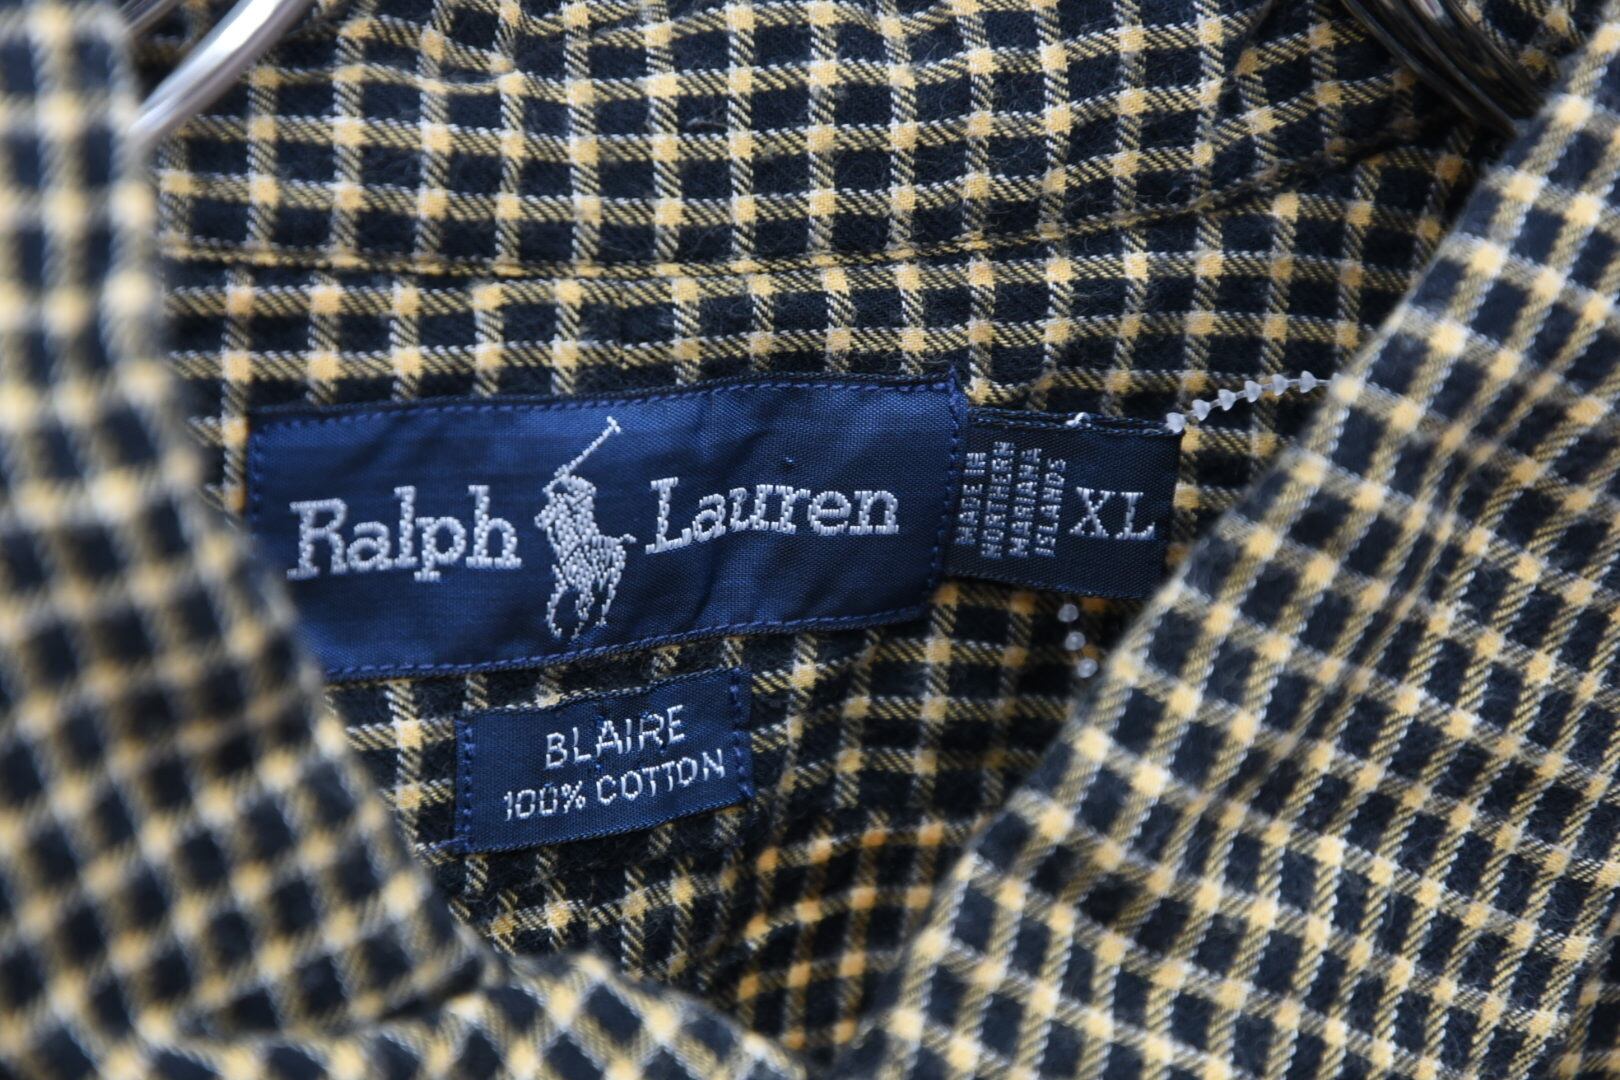 Ralph Lauren
MADE IN
NORTHERN
MARIANA
ISLANDS
XL
BLAIRE
100% COTTON